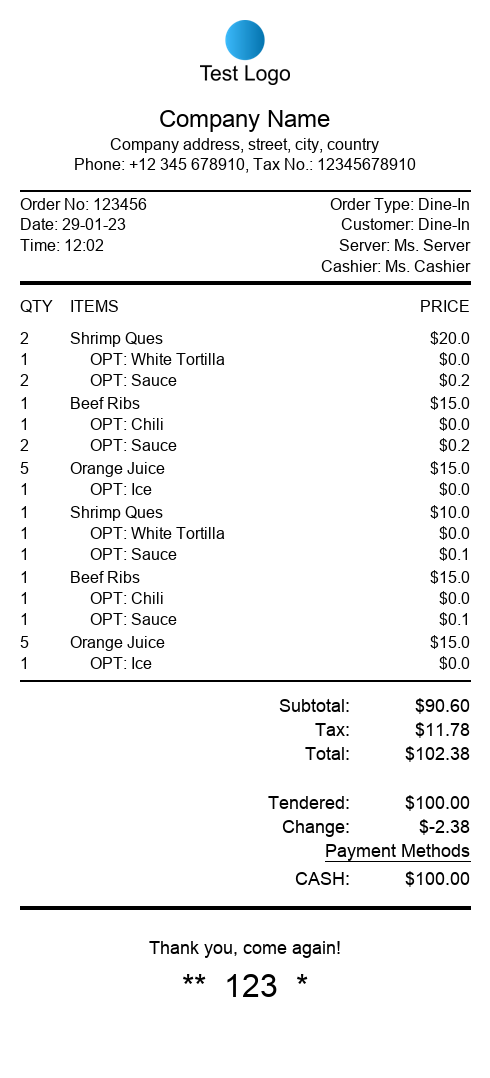 Test Logo
Company Name
Company address, street, city, country
Phone: +12 345 678910, Tax No.: 12345678910
Order No: 123456 Order Type: Dine-In
Date: 29-01-23 Customer: Dine-In
Time: 12:02 Server: Ms. Server
Cashier: Ms. Cashier
QTY ITEMS PRICE
2 Shrimp Ques $20.0
1 OPT: White Tortilla $0.0
2 OPT: Sauce $0.2
1 Beef Ribs $15.0
1 OPT: Chili $0.0
2 OPT: Sauce $0.2
5 Orange Juice $15.0
1 OPT: Ice $0.0
1 Shrimp Ques $10.0
1 OPT: White Tortilla $0.0
1 OPT: Sauce $0.1
1 Beef Ribs $15.0
1 OPT: Chili $0.0
1 OPT: Sauce $0.1
5 Orange Juice $15.0
1 OPT: Ice $0.0
Subtotal: $90.60
Tax: $11.78
Total: $102.38
Tendered: $100.00
Change: $-2.38
Payment Methods
CASH: $100.00
Thank you, come again!
** 123 *